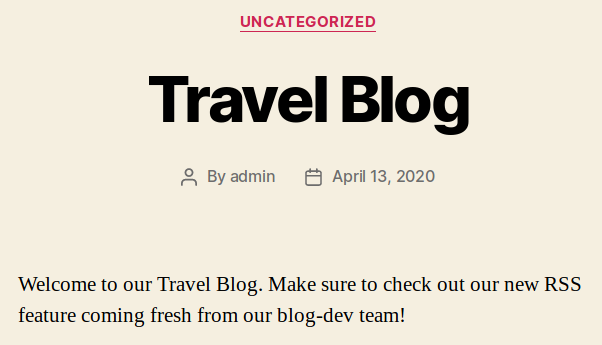 UNCATEGORIZED
Travel Blog
By admin April 13, 2020
Welcome to our Travel Blog. Make sure to check out our new RSS
feature coming fresh from our blog-dev team!